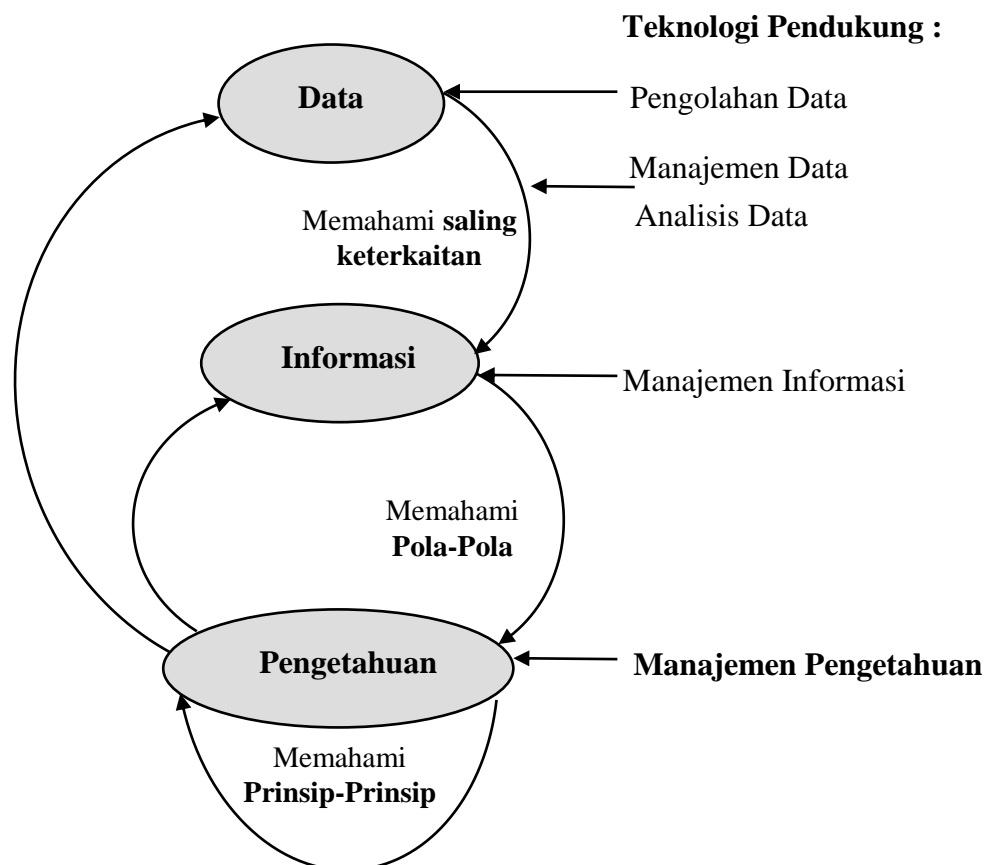 Teknologi Pendukung :
Data
Pengolahan Data
Manajemen Data
Analisis Data
Memahami saling
keterkaitan
Informasi
Manajemen Informasi
Memahami
Pola-Pola
Pengetahuan
Manajemen Pengetahuan
Memahami
Prinsip-Prinsip